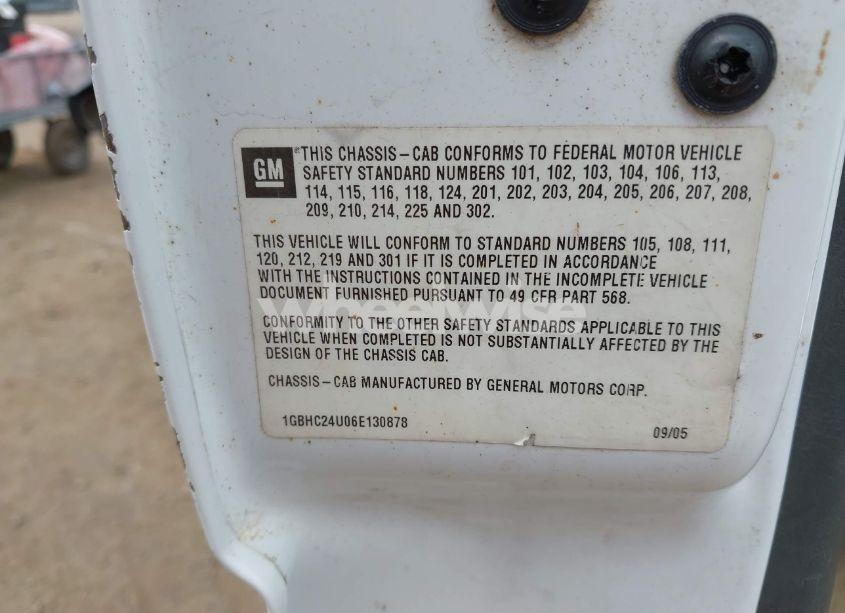 GM
THIS CHASSIS-CAB CONFORMS TO FEDERAL MOTOR VEHICLE
SAFETY STANDARD NUMBERS 101, 102, 103, 104, 106, 113,
114, 115, 116, 118, 124, 201, 202, 203, 204, 205, 206, 207, 208,
209, 210, 214, 225 AND 302.
THIS VEHICLE WILL CONFORM TO STANDARD NUMBERS 105, 108, 111,
120, 212, 219 AND 301 IF IT IS COMPLETED IN ACCORDANCE
WITH THE INSTRUCTIONS CONTAINED IN THE INCOMPLETE VEHICLE
DOCUMENT FURNISHED PURSUANT TO 49 CFR PART 568.
WheelWise
CONFORMITY TO THE OTHER SAFETY STANDARDS APPLICABLE TO THIS
VEHICLE WHEN COMPLETED IS NOT SUBSTANTIALLY AFFECTED BY THE
DESIGN OF THE CHASSIS CAB.
CHASSIS-CAB MANUFACTURED BY GENERAL MOTORS CORP.
1GBHC24U06E130878
09/05